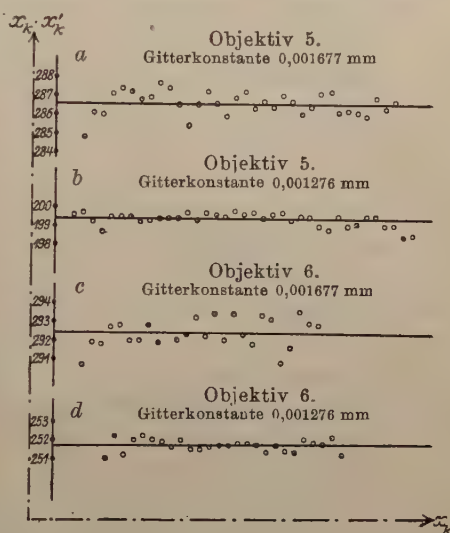 x_k · x'_k
a
Objektiv 5.
Gitterkonstante 0,001677 mm
288
287
286
285
284
b
Objektiv 5.
Gitterkonstante 0,001276 mm
200
199
198
c
Objektiv 6.
Gitterkonstante 0,001677 mm
294
293
292
291
d
Objektiv 6.
Gitterkonstante 0,001276 mm
253
252
251
x_k